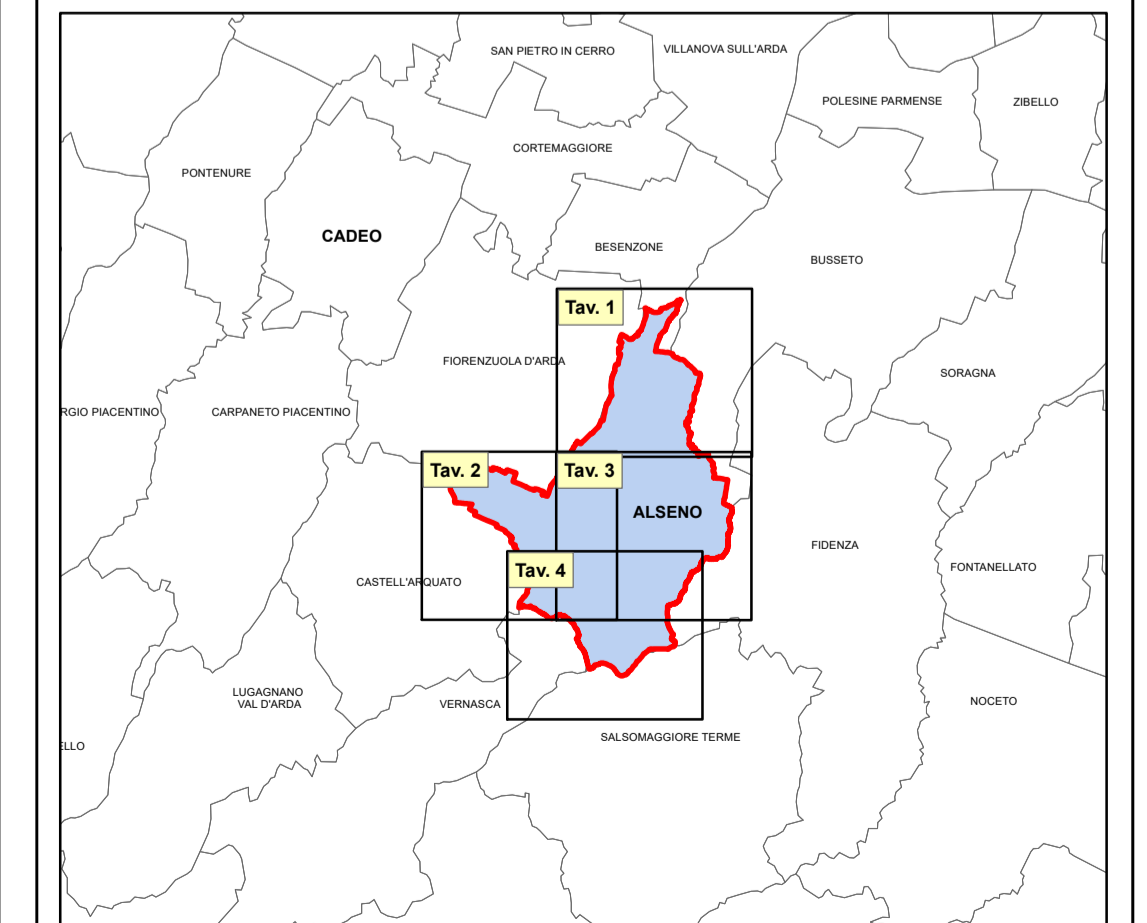 SAN PIETRO IN CERRO
VILLANOVA SULL'ARDA
POLESINE PARMENSE
ZIBELLO
CORTEMAGGIORE
PONTENURE
CADEO
BESENZONE
BUSSETO
Tav. 1
FIORENZUOLA D'ARDA
SORAGNA
RGIO PIACENTINO
CARPANETO PIACENTINO
Tav. 2
Tav. 3
ALSENO
FIDENZA
FONTANELLATO
Tav. 4
CASTELL'ARQUATO
LUGAGNANO
VAL D'ARDA
VERNASCA
NOCETO
SALSOMAGGIORE TERME
ELLO